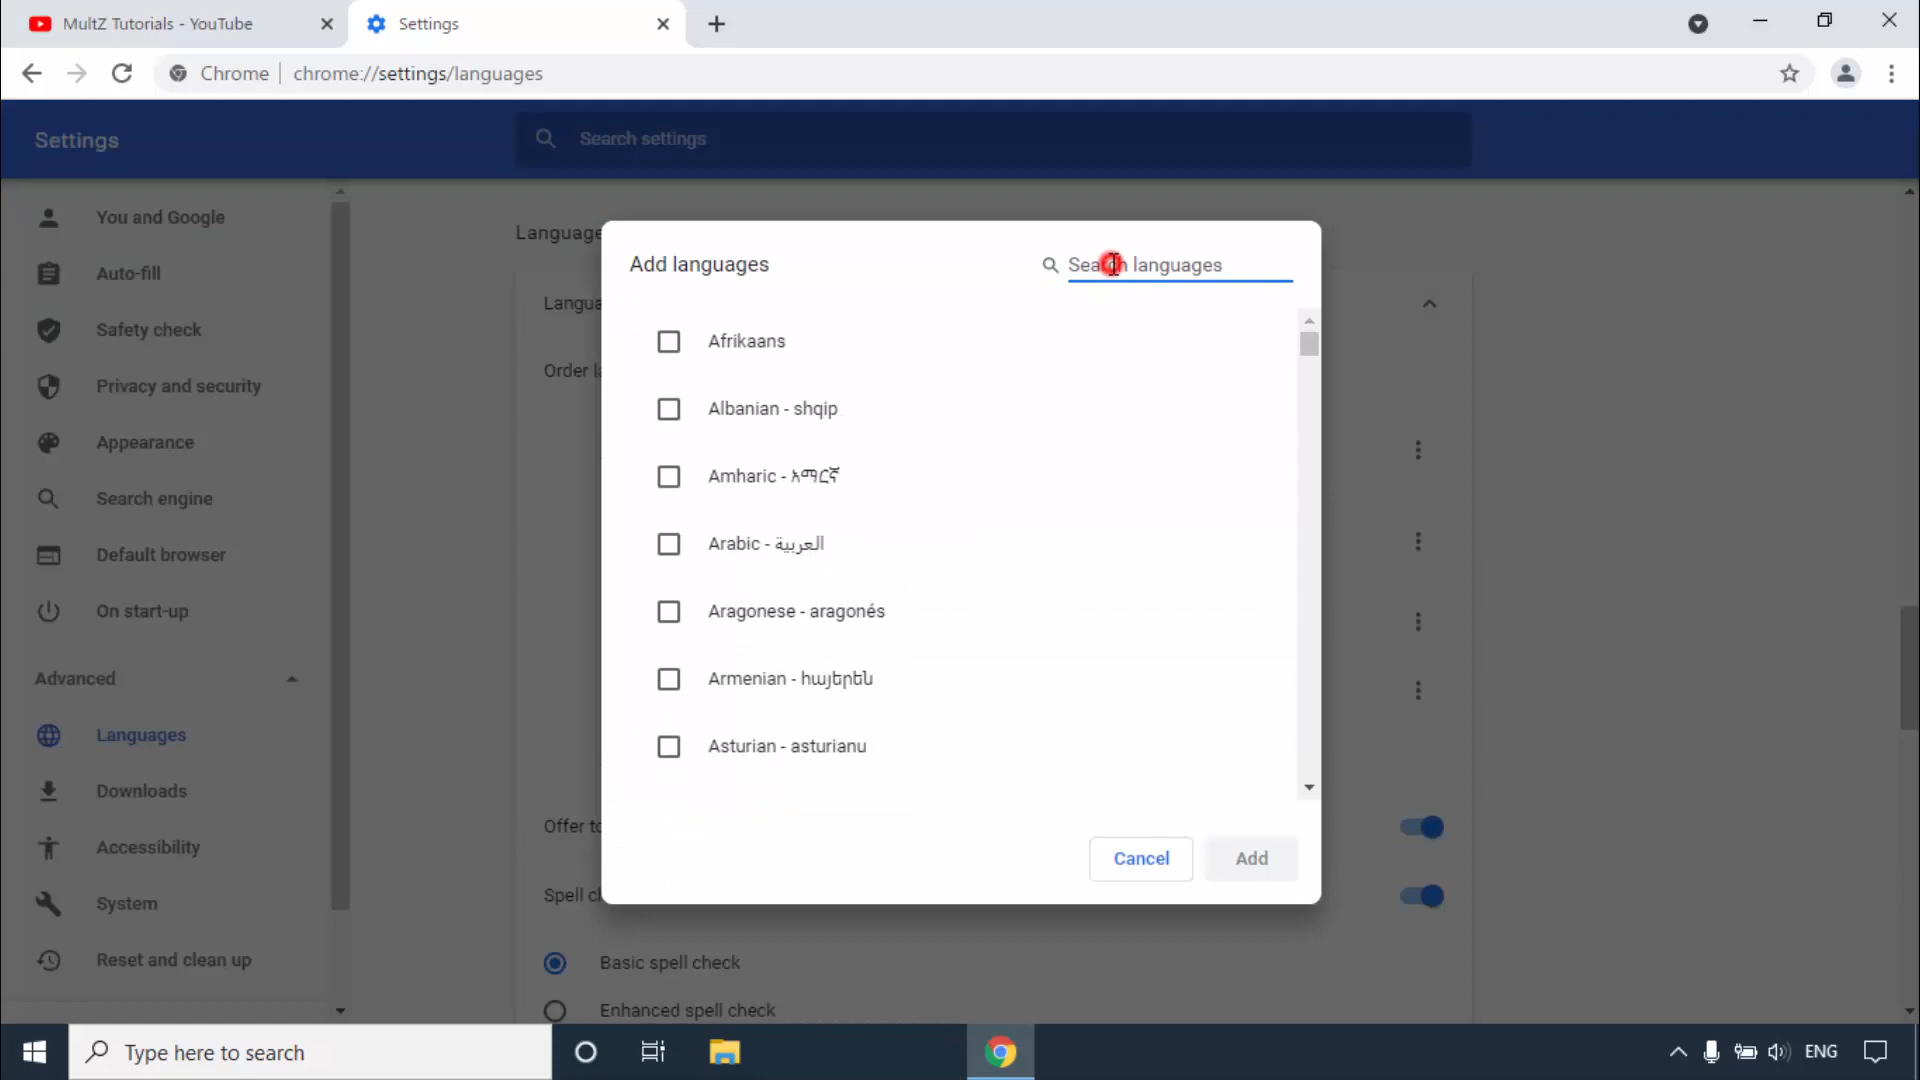 MultZ Tutorials - YouTube
Settings
Chrome
chrome://settings/languages
Settings
Search settings
You and Google
Auto-fill
Safety check
Privacy and security
Appearance
Search engine
Default browser
On start-up
Advanced
Languages
Downloads
Accessibility
System
Reset and clean up
Language
Langua
Order la
Add languages
Search languages
Afrikaans
Albanian - shqip
Amharic - አማርኛ
Arabic - العربية
Aragonese - aragonés
Armenian - հայերեն
Asturian - asturianu
Cancel
Add
Offer to
Spell c
Basic spell check
Enhanced spell check
Type here to search
ENG